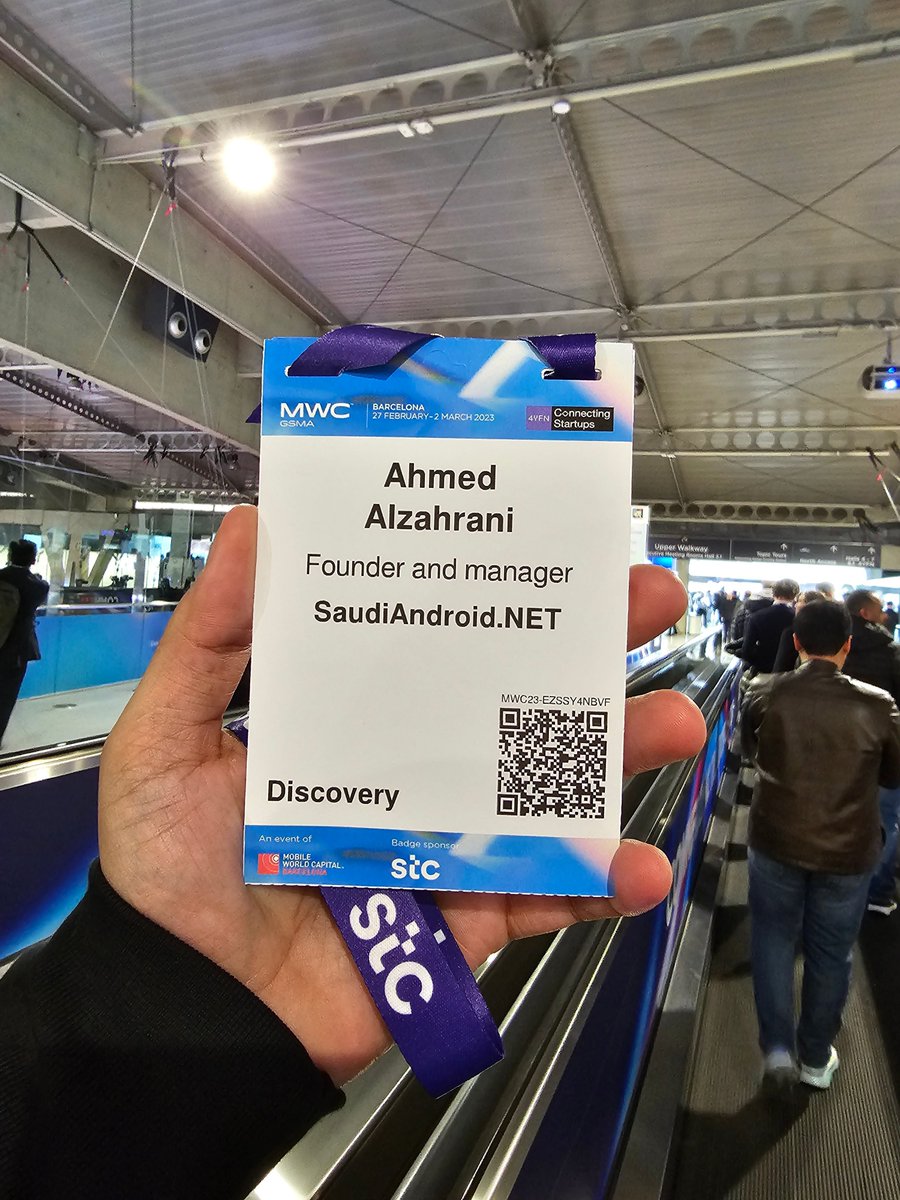 MWC
GSMA
BARCELONA
27 FEBRUARY–2 MARCH 2023
4YFN
Connecting
Startups
Ahmed
Alzahrani
Founder and manager
SaudiAndroid.NET
MWC23-EZSSY4NBVF
Discovery
An event of
MOBILE
WORLD CAPITAL.
BARCELONA
Badge sponsor
stc
stc
Upper Walkway